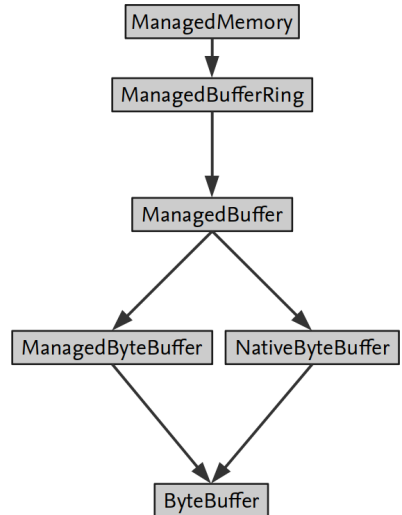 ManagedMemory
ManagedBufferRing
ManagedBuffer
ManagedByteBuffer
NativeByteBuffer
ByteBuffer